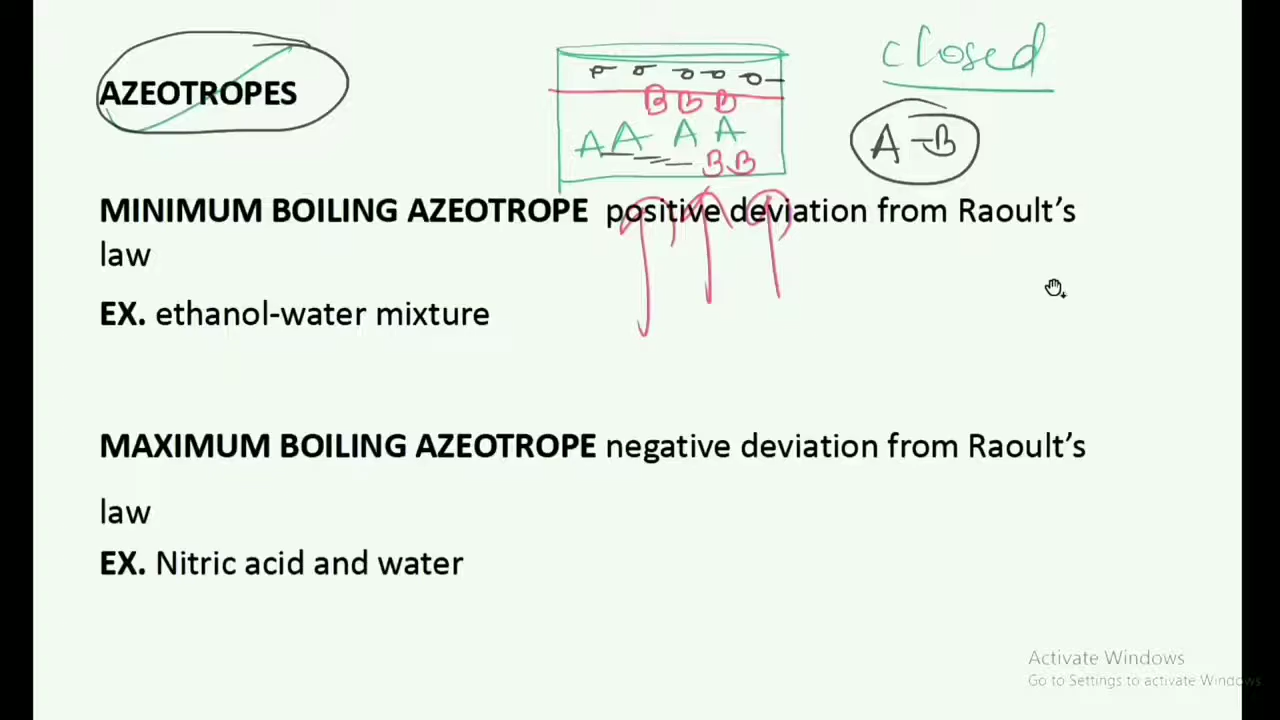 closed
AZEOTROPES
B B B
A A A A
B B
A - B
MINIMUM BOILING AZEOTROPE positive deviation from Raoult’s
law
EX. ethanol-water mixture
MAXIMUM BOILING AZEOTROPE negative deviation from Raoult’s
law
EX. Nitric acid and water
Activate Windows
Go to Settings to activate Windows.